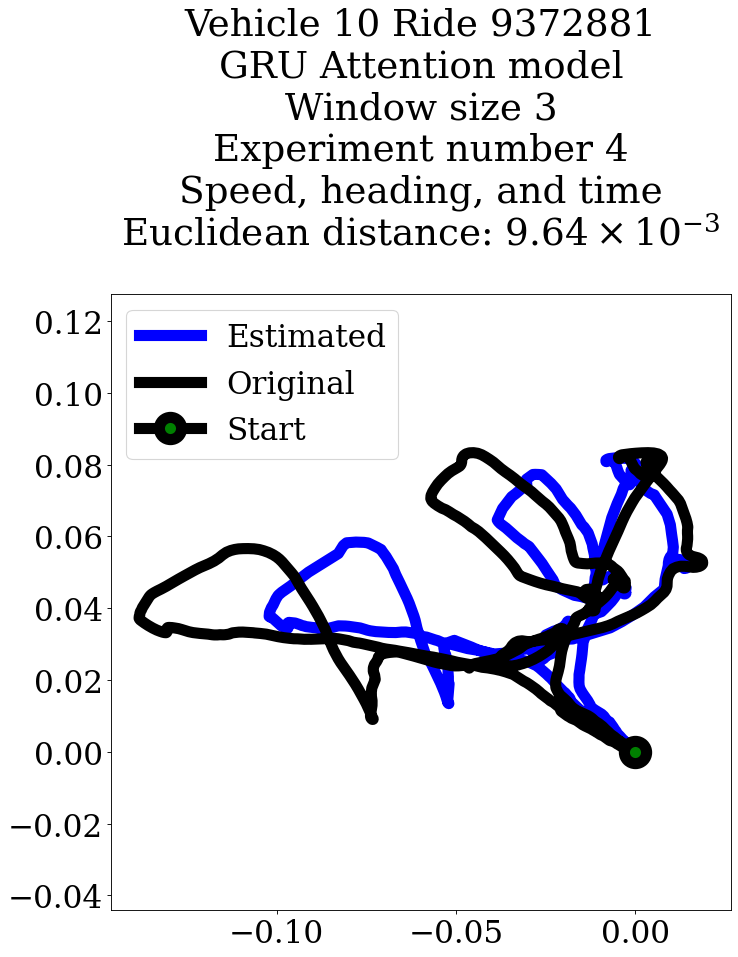 Vehicle 10 Ride 9372881
GRU Attention model
Window size 3
Experiment number 4
Speed, heading, and time
Euclidean distance: 9.64 × 10⁻³
Estimated
Original
Start
0.12
0.10
0.08
0.06
0.04
0.02
0.00
−0.02
−0.04
−0.10
−0.05
0.00